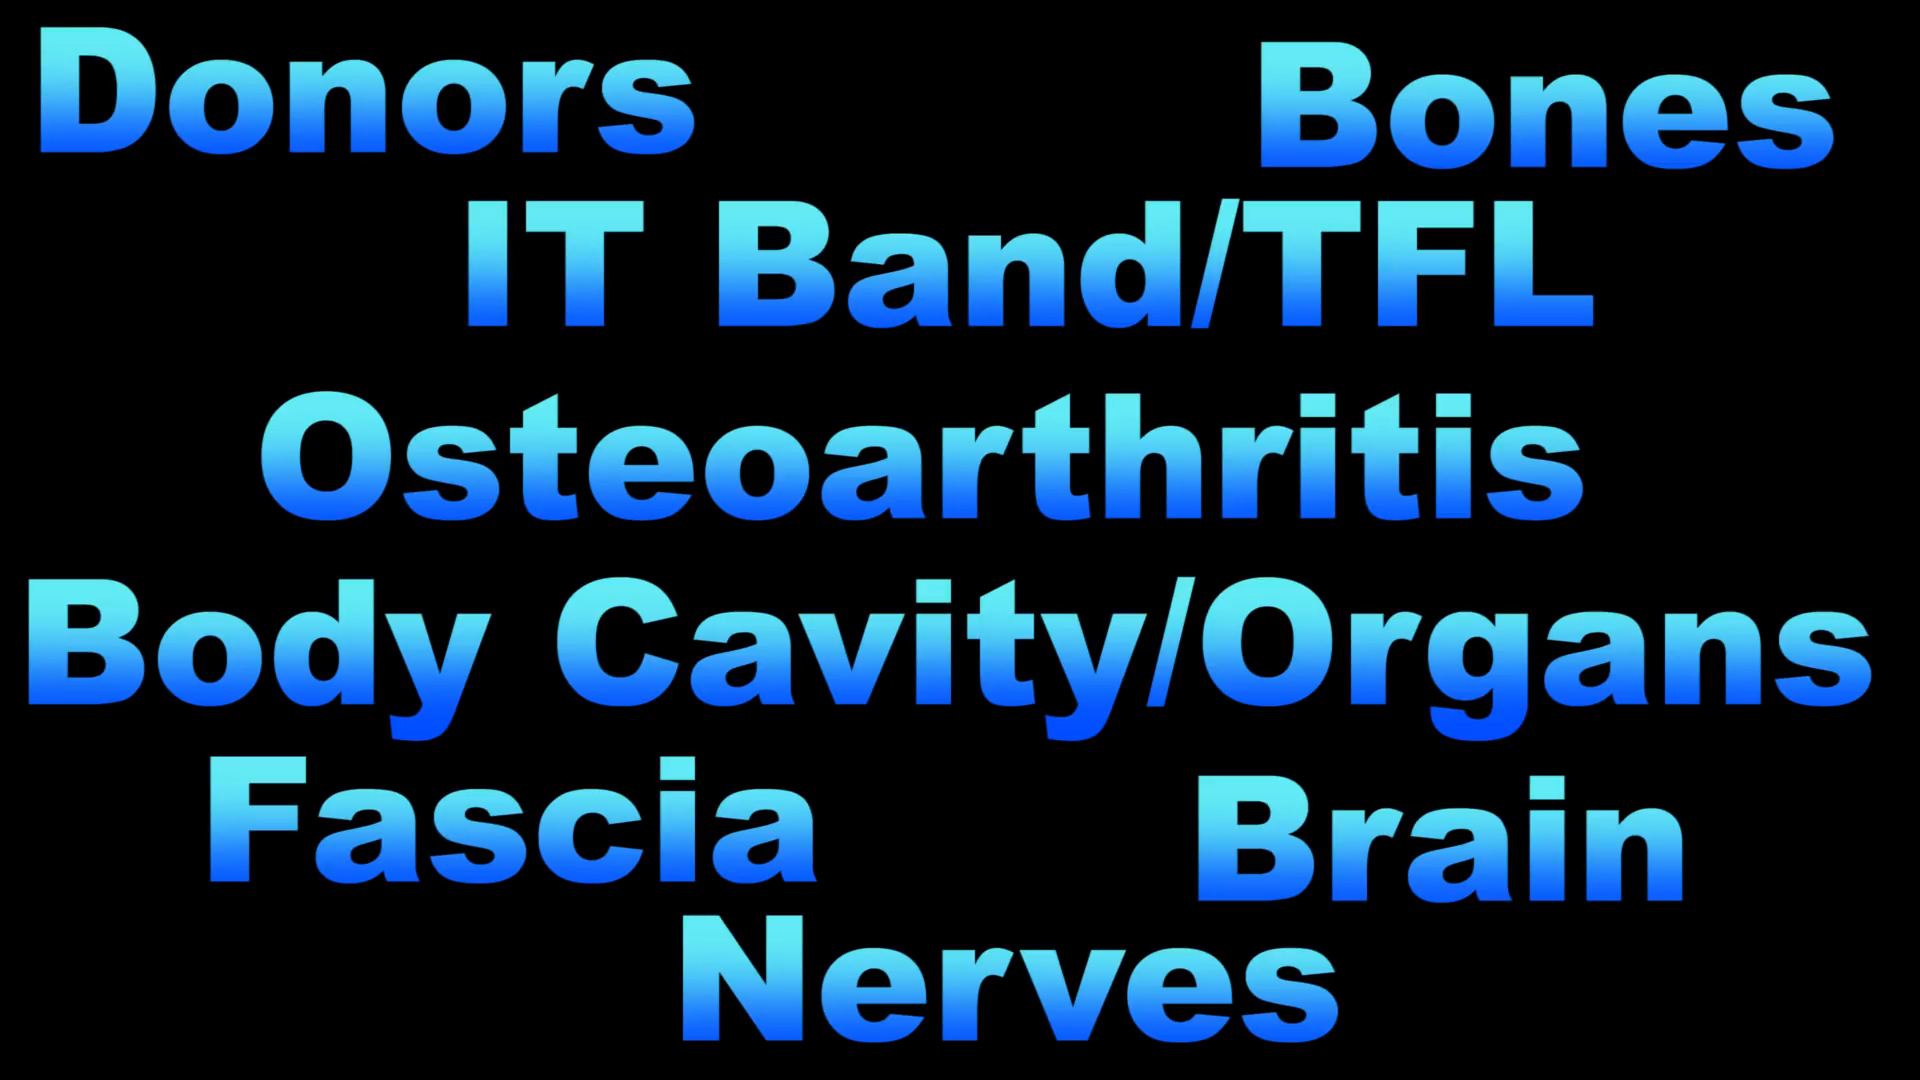 Donors
Bones
IT Band/TFL
Osteoarthritis
Body Cavity/Organs
Fascia
Brain
Nerves